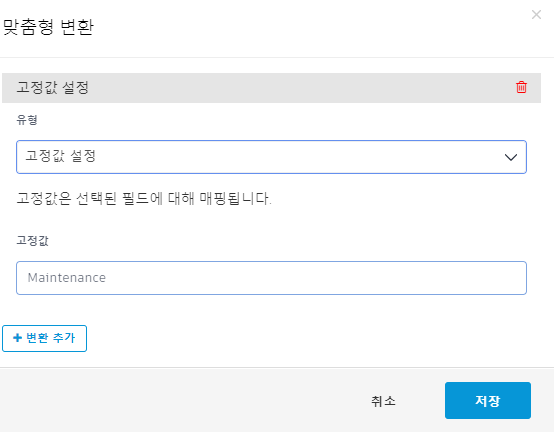 맞춤형 변환
고정값 설정
유형
고정값 설정
고정값은 선택된 필드에 대해 매핑됩니다.
고정값
Maintenance
+ 변환 추가
취소
저장